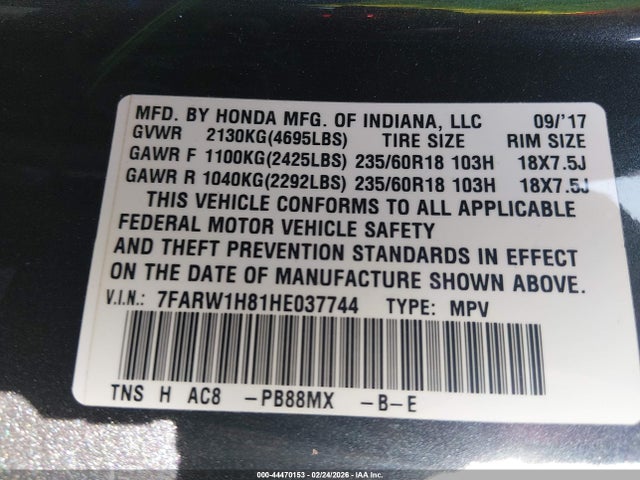 MFD. BY HONDA MFG. OF INDIANA, LLC 09/'17
GVWR 2130KG(4695LBS) TIRE SIZE RIM SIZE
GAWR F 1100KG(2425LBS) 235/60R18 103H 18X7.5J
GAWR R 1040KG(2292LBS) 235/60R18 103H 18X7.5J
THIS VEHICLE CONFORMS TO ALL APPLICABLE
FEDERAL MOTOR VEHICLE SAFETY
AND THEFT PREVENTION STANDARDS IN EFFECT
ON THE DATE OF MANUFACTURE SHOWN ABOVE.
V.I.N.: 7FARW1H81HE037744 TYPE: MPV
TNS H AC8 -PB88MX -B-E
000-44470153 - 02/24/2026 - IAA Inc.